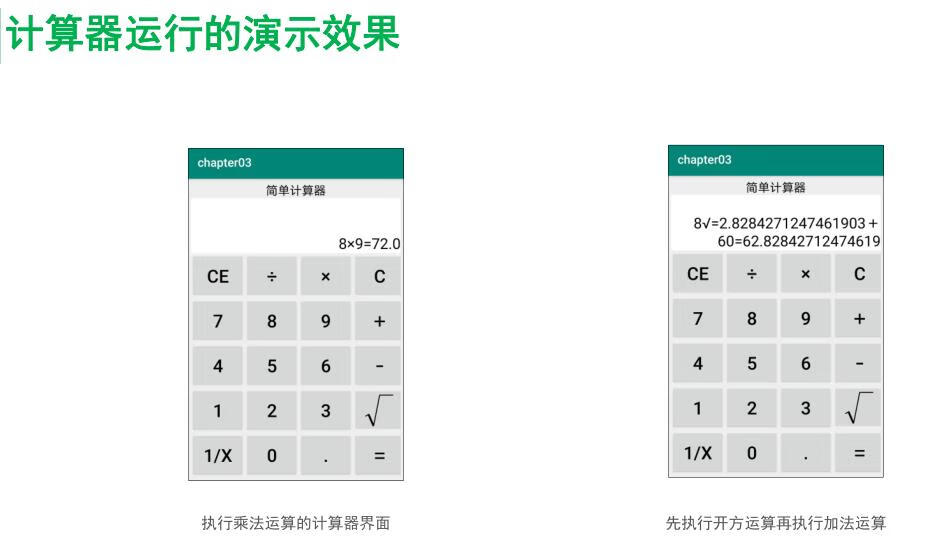 计算器运行的演示效果
chapter03
简单计算器
8×9=72.0
CE ÷ × C
7 8 9 +
4 5 6 -
1 2 3 √
1/X 0 . =
执行乘法运算的计算器界面
chapter03
简单计算器
8√=2.8284271247461903+
60=62.82842712474619
CE ÷ × C
7 8 9 +
4 5 6 -
1 2 3 √
1/X 0 . =
先执行开方运算再执行加法运算